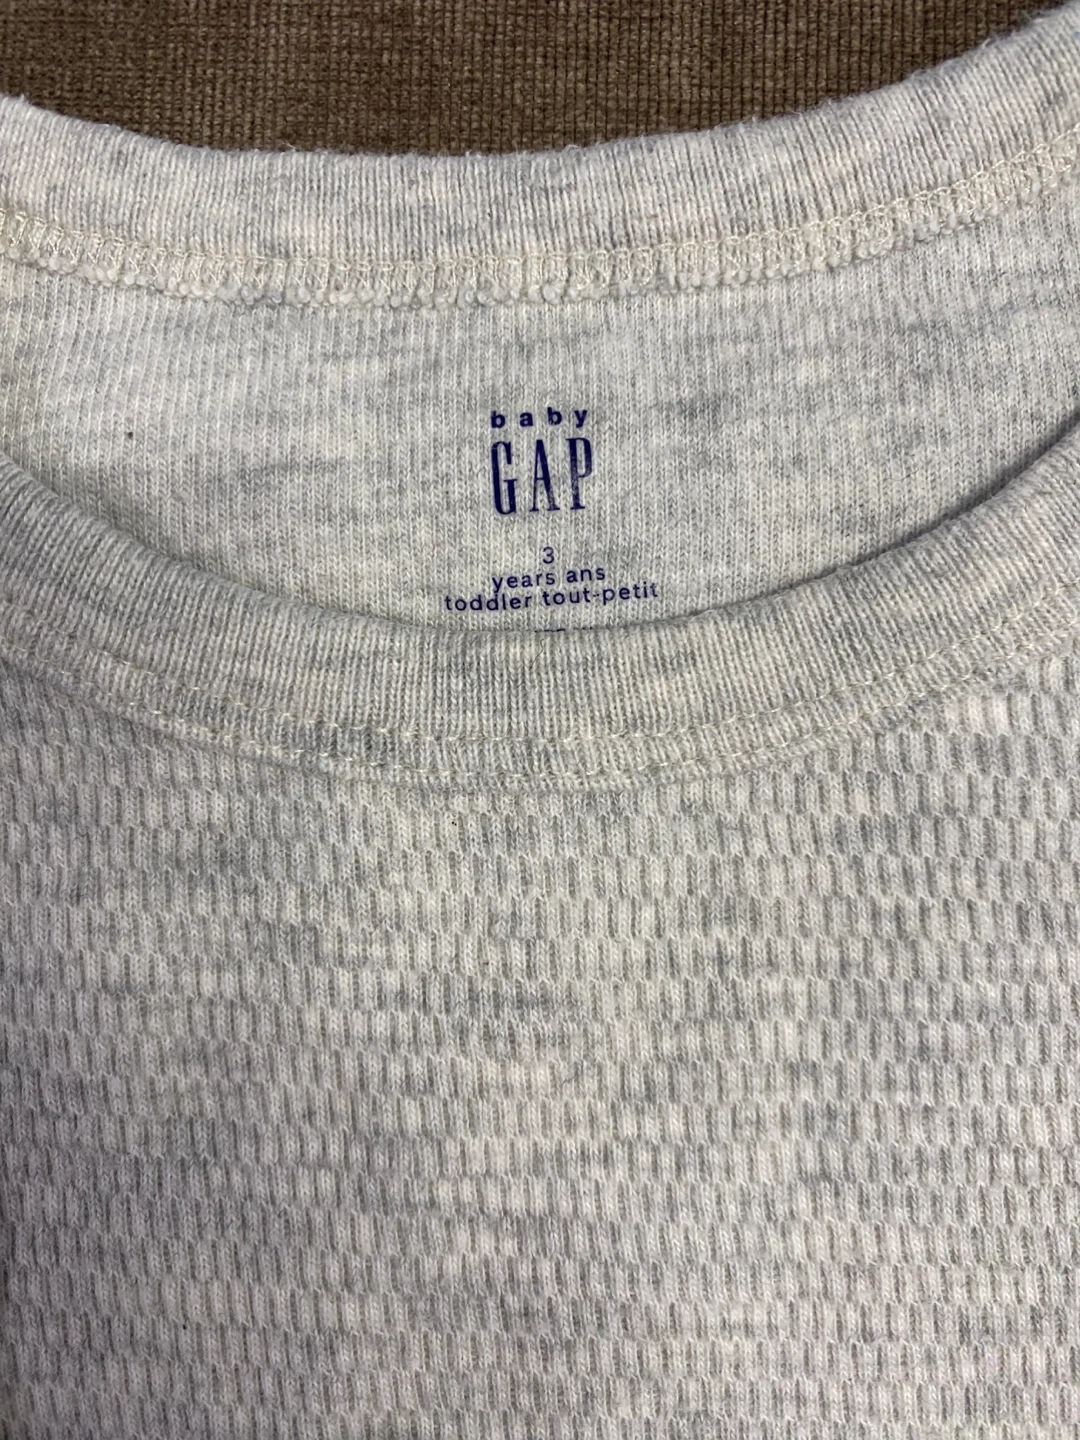 baby
GAP
3
years ans
toddler tout-petit